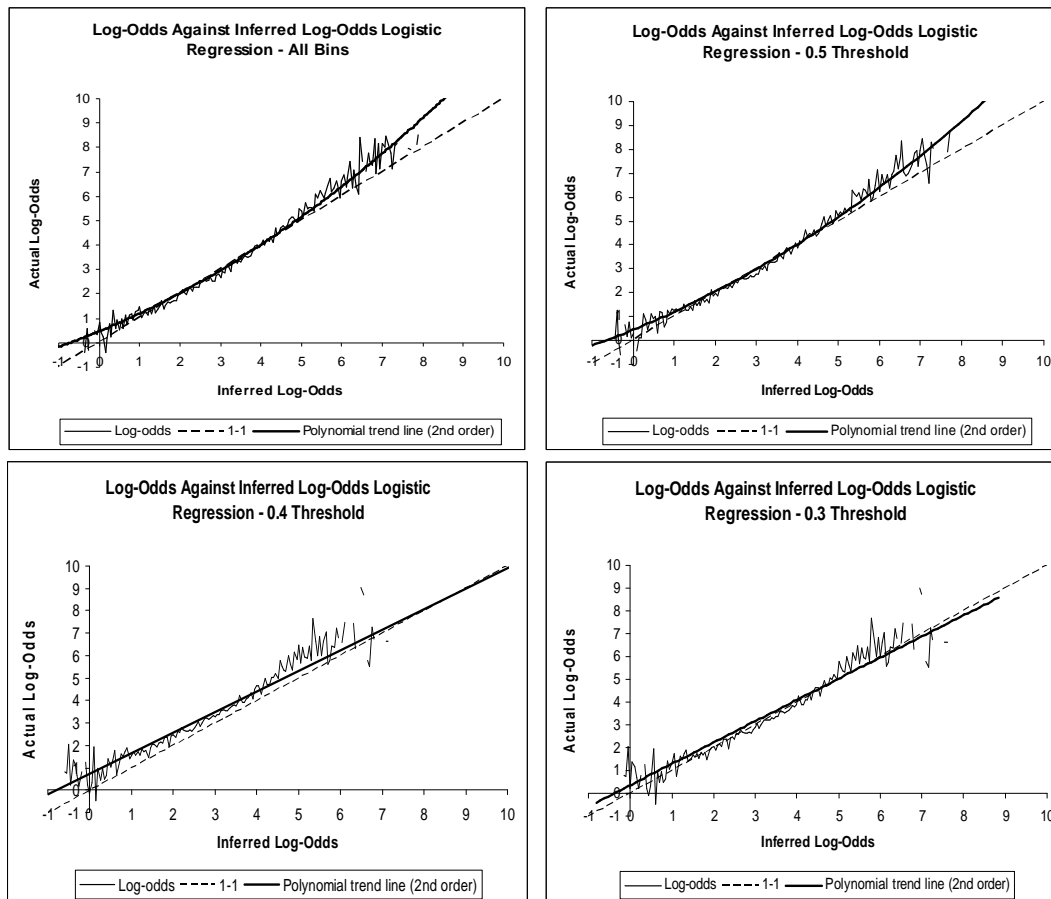 Log-Odds Against Inferred Log-Odds Logistic
Regression - All Bins
10
9
8
7
6
5
4
3
2
1
0
-1
-1 0 1 2 3 4 5 6 7 8 9 10
Actual Log-Odds
Inferred Log-Odds
Log-odds 1-1 Polynomial trend line (2nd order)
Log-Odds Against Inferred Log-Odds Logistic
Regression - 0.5 Threshold
10
9
8
7
6
5
4
3
2
1
0
-1
-1 0 1 2 3 4 5 6 7 8 9 10
Actual Log-Odds
Inferred Log-Odds
Log-odds 1-1 Polynomial trend line (2nd order)
Log-Odds Against Inferred Log-Odds Logistic
Regression - 0.4 Threshold
10
9
8
7
6
5
4
3
2
1
0
-1
-1 0 1 2 3 4 5 6 7 8 9 10
Actual Log-Odds
Inferred Log-Odds
Log-odds 1-1 Polynomial trend line (2nd order)
Log-Odds Against Inferred Log-Odds Logistic
Regression - 0.3 Threshold
10
9
8
7
6
5
4
3
2
1
0
-1
-1 0 1 2 3 4 5 6 7 8 9 10
Actual Log-Odds
Inferred Log-Odds
Log-odds 1-1 Polynomial trend line (2nd order)